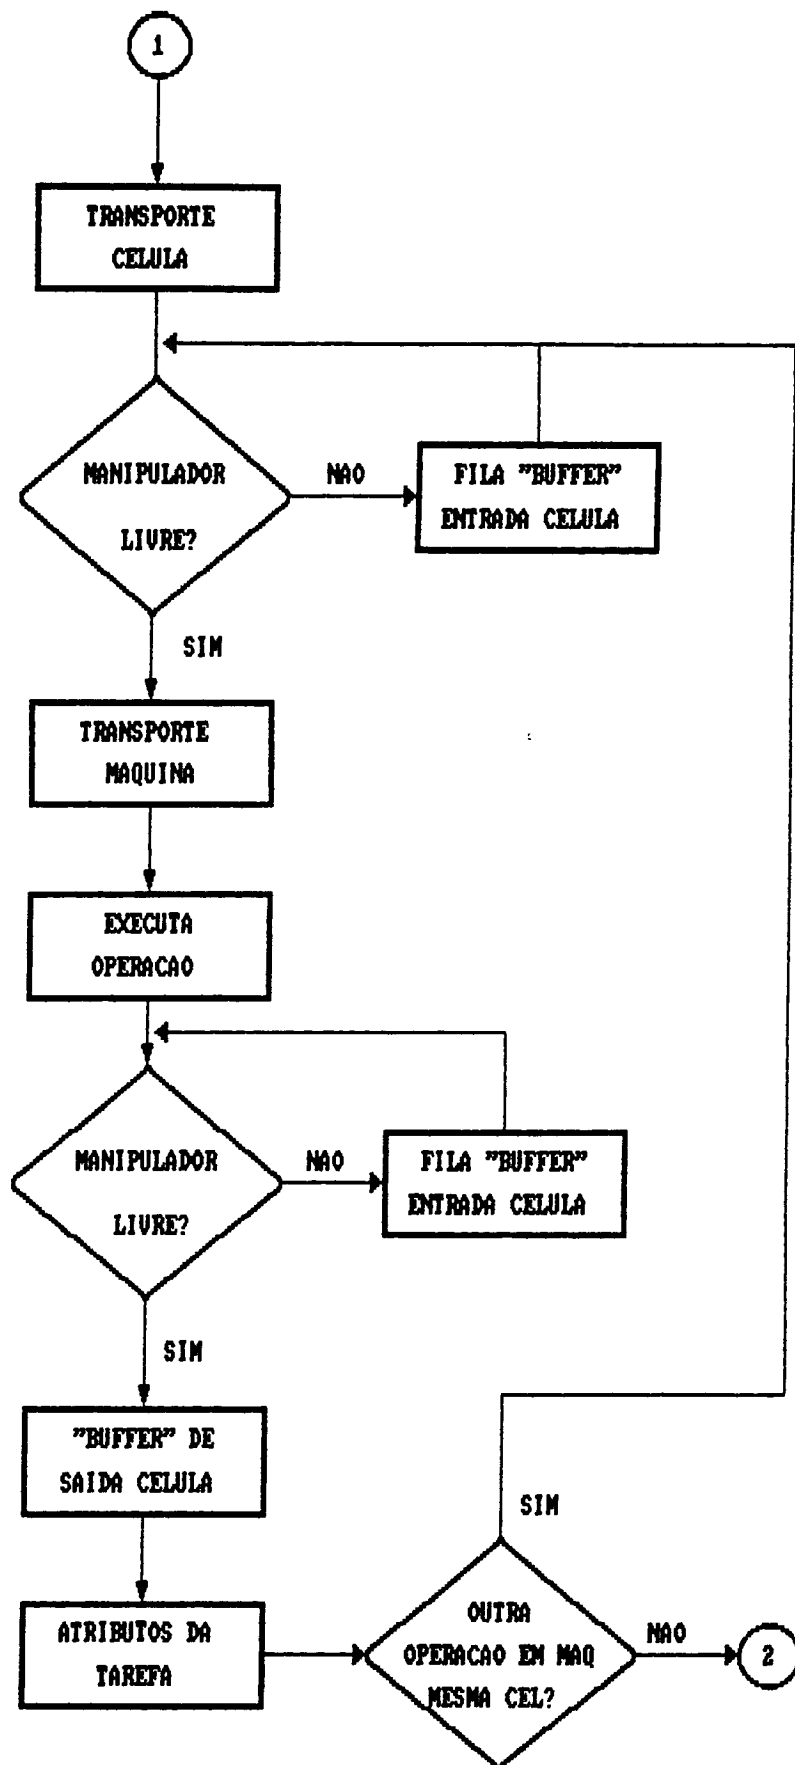 1
TRANSPORTE
CELULA
MANIPULADOR
LIVRE?
NAO
FILA "BUFFER"
ENTRADA CELULA
SIM
TRANSPORTE
MAQUINA
EXECUTA
OPERACAO
MANIPULADOR
LIVRE?
NAO
FILA "BUFFER"
ENTRADA CELULA
SIM
"BUFFER" DE
SAIDA CELULA
SIM
ATRIBUTOS DA
TAREFA
OUTRA
OPERACAO EM MAQ
MESMA CEL?
NAO
2